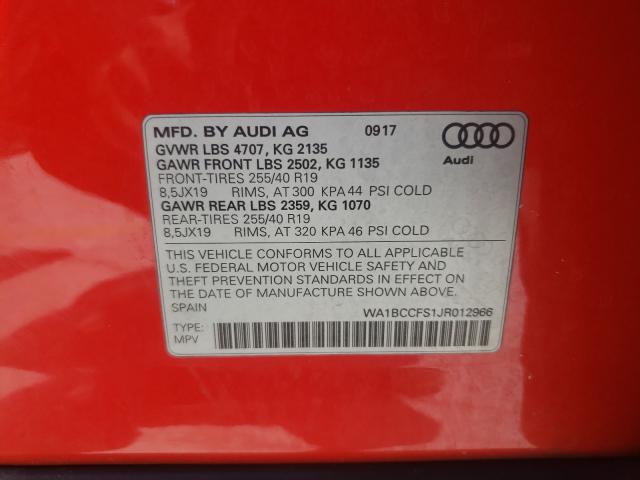 MFD. BY AUDI AG 0917
GVWR LBS 4707, KG 2135
GAWR FRONT LBS 2502, KG 1135
FRONT-TIRES 255/40 R19
8,5JX19 RIMS, AT 300 KPA 44 PSI COLD
GAWR REAR LBS 2359, KG 1070
REAR-TIRES 255/40 R19
8,5JX19 RIMS, AT 320 KPA 46 PSI COLD
Audi
THIS VEHICLE CONFORMS TO ALL APPLICABLE
U.S. FEDERAL MOTOR VEHICLE SAFETY AND
THEFT PREVENTION STANDARDS IN EFFECT ON
THE DATE OF MANUFACTURE SHOWN ABOVE.
SPAIN WA1BCCFS1JR012966
TYPE:
MPV